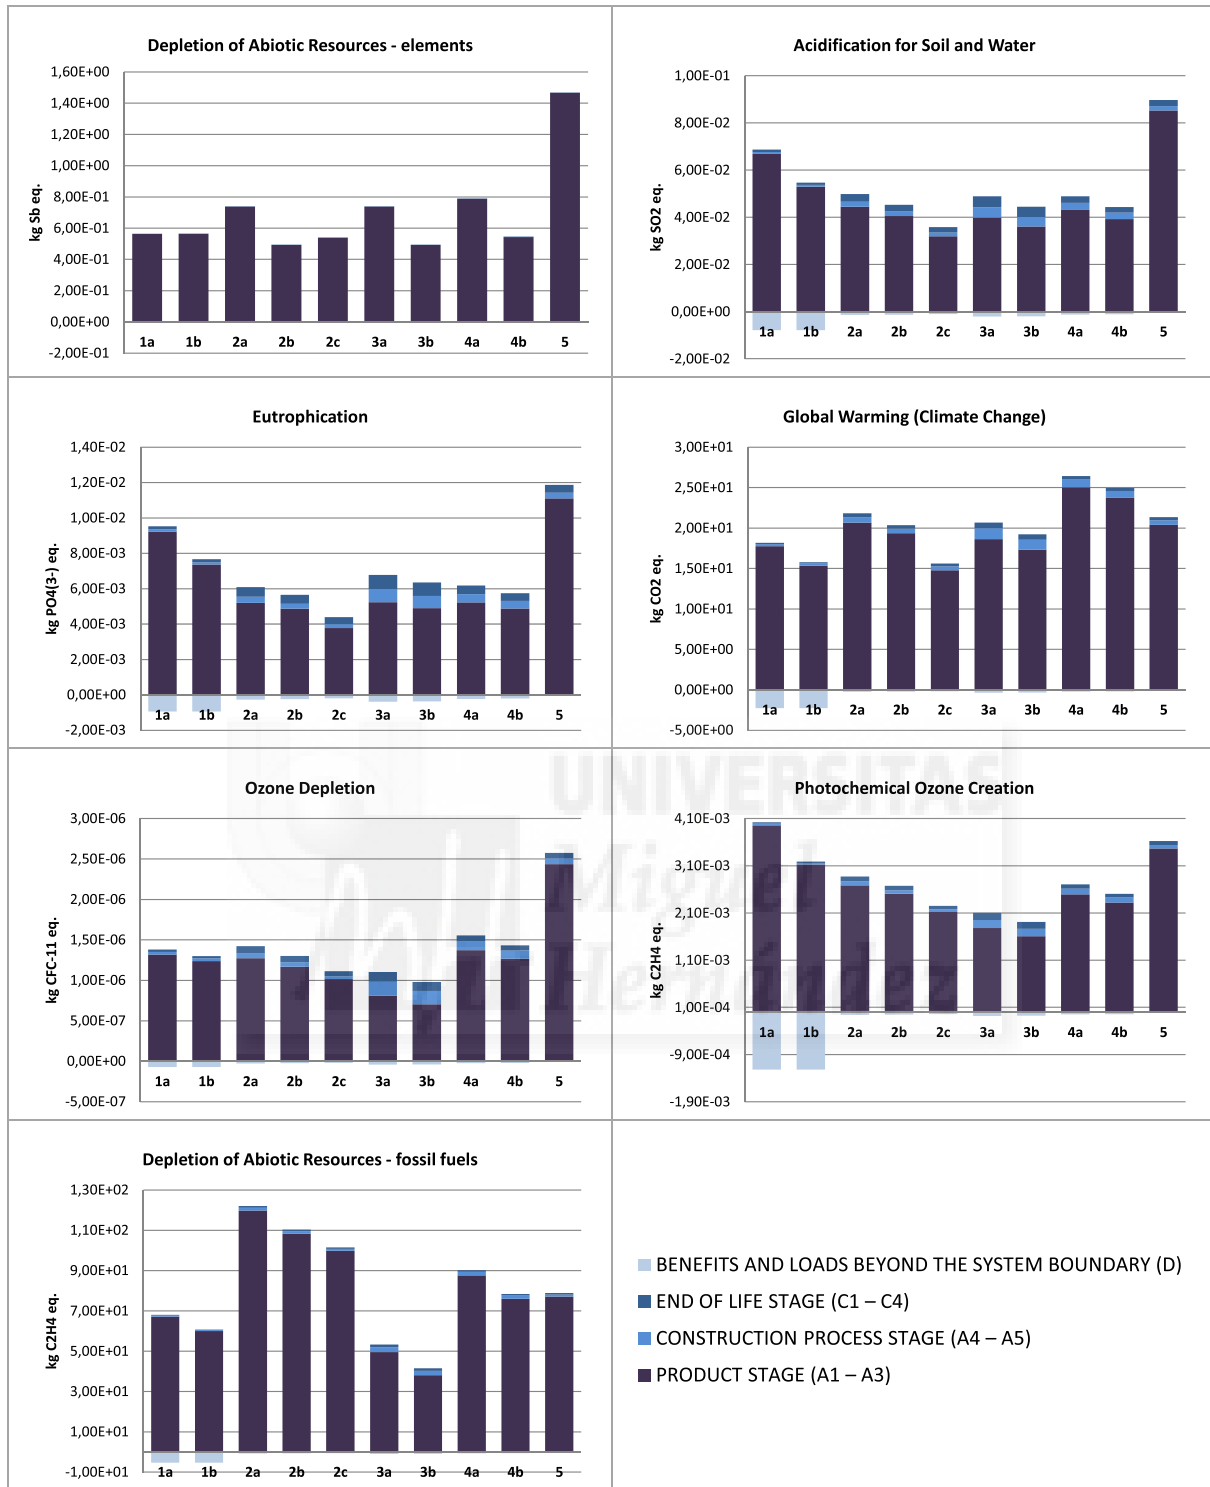 Depletion of Abiotic Resources - elements
kg Sb eq.
1,60E+00
1,40E+00
1,20E+00
1,00E+00
8,00E-01
6,00E-01
4,00E-01
2,00E-01
0,00E+00
-2,00E-01
1a 1b 2a 2b 2c 3a 3b 4a 4b 5
Acidification for Soil and Water
kg SO2 eq.
1,00E-01
8,00E-02
6,00E-02
4,00E-02
2,00E-02
0,00E+00
-2,00E-02
1a 1b 2a 2b 2c 3a 3b 4a 4b 5
Eutrophication
kg PO4(3-) eq.
1,40E-02
1,20E-02
1,00E-02
8,00E-03
6,00E-03
4,00E-03
2,00E-03
0,00E+00
-2,00E-03
1a 1b 2a 2b 2c 3a 3b 4a 4b 5
Global Warming (Climate Change)
kg CO2 eq.
3,00E+01
2,50E+01
2,00E+01
1,50E+01
1,00E+01
5,00E+00
0,00E+00
-5,00E+00
1a 1b 2a 2b 2c 3a 3b 4a 4b 5
Ozone Depletion
kg CFC-11 eq.
3,00E-06
2,50E-06
2,00E-06
1,50E-06
1,00E-06
5,00E-07
0,00E+00
-5,00E-07
1a 1b 2a 2b 2c 3a 3b 4a 4b 5
Photochemical Ozone Creation
kg C2H4 eq.
4,10E-03
3,10E-03
2,10E-03
1,10E-03
1,00E-04
-9,00E-04
-1,90E-03
1a 1b 2a 2b 2c 3a 3b 4a 4b 5
UNIVERSITAS
Miguel
Hernández
Depletion of Abiotic Resources - fossil fuels
kg C2H4 eq.
1,30E+02
1,10E+02
9,00E+01
7,00E+01
5,00E+01
3,00E+01
1,00E+01
-1,00E+01
1a 1b 2a 2b 2c 3a 3b 4a 4b 5
BENEFITS AND LOADS BEYOND THE SYSTEM BOUNDARY (D)
END OF LIFE STAGE (C1 – C4)
CONSTRUCTION PROCESS STAGE (A4 – A5)
PRODUCT STAGE (A1 – A3)